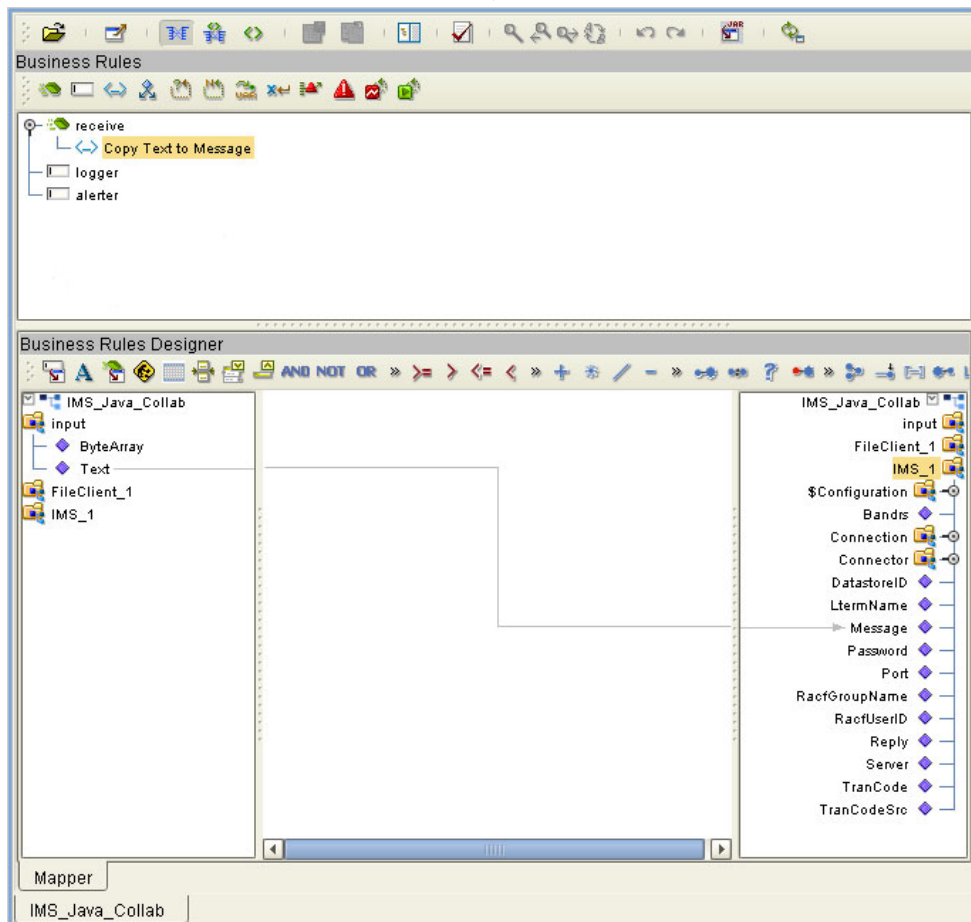 JAR
Business Rules
receive
Copy Text to Message
logger
alerter
Business Rules Designer
A AND NOT OR » >= > <= < » + / - » ? »
IMS_Java_Collab
input
ByteArray
Text
FileClient_1
IMS_1
IMS_Java_Collab
input
FileClient_1
IMS_1
$Configuration
Bandrs
Connection
Connector
DatastoreID
LtermName
Message
Password
Port
RacfGroupName
RacfUserID
Reply
Server
TranCode
TranCodeSrc
Mapper
IMS_Java_Collab